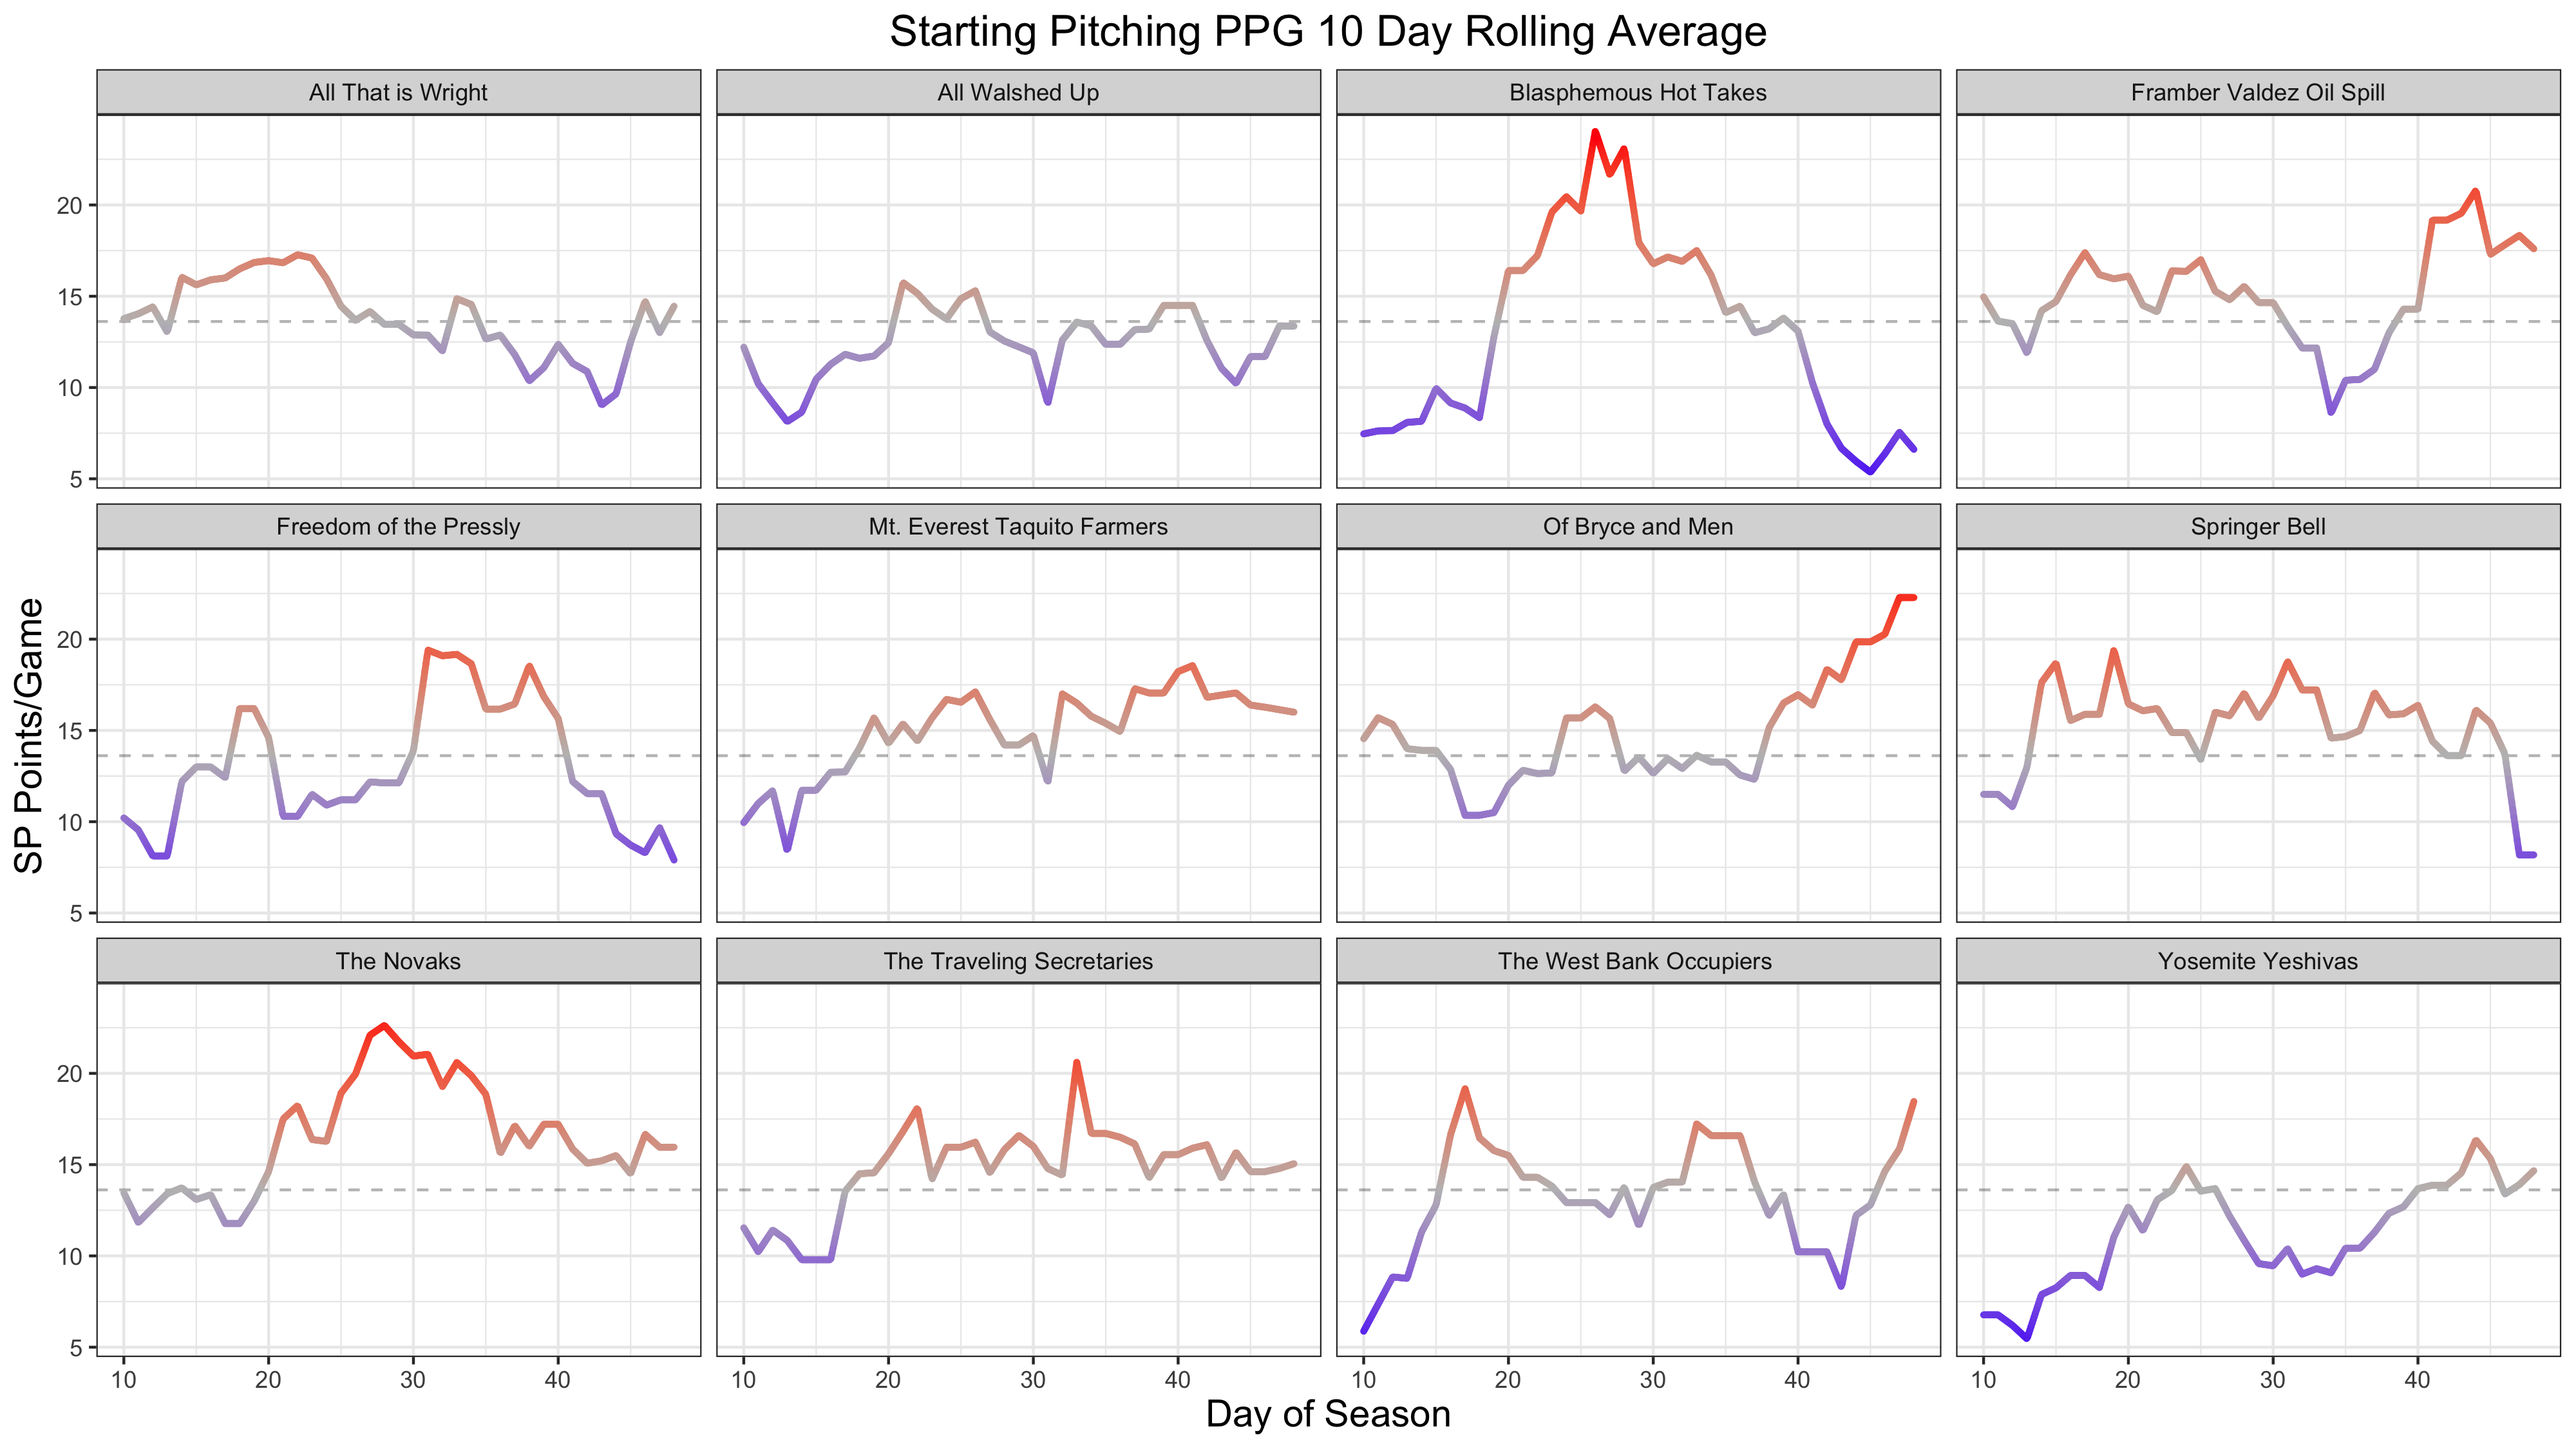 Starting Pitching PPG 10 Day Rolling Average
All That is Wright
All Walshed Up
Blasphemous Hot Takes
Framber Valdez Oil Spill
20
15
10
5
Freedom of the Pressly
Mt. Everest Taquito Farmers
Of Bryce and Men
Springer Bell
20
15
10
5
SP Points/Game
The Novaks
The Traveling Secretaries
The West Bank Occupiers
Yosemite Yeshivas
20
15
10
5
10 20 30 40
10 20 30 40
10 20 30 40
10 20 30 40
Day of Season